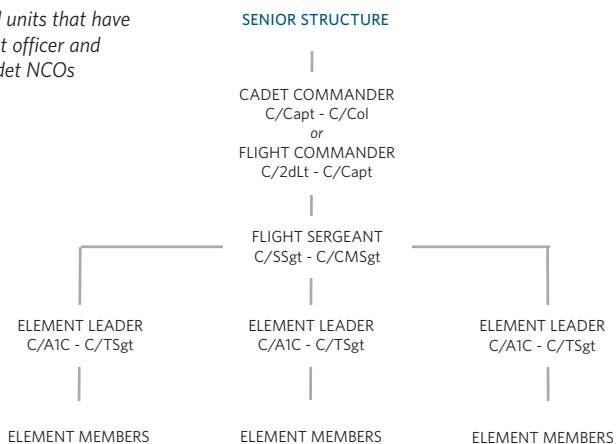 units that have
t officer and
det NCOs
SENIOR STRUCTURE
CADET COMMANDER
C/Capt - C/Col
or
FLIGHT COMMANDER
C/2dLt - C/Capt
FLIGHT SERGEANT
C/SSgt - C/CMSgt
ELEMENT LEADER
C/A1C - C/TSgt
ELEMENT LEADER
C/A1C - C/TSgt
ELEMENT LEADER
C/A1C - C/TSgt
ELEMENT MEMBERS
ELEMENT MEMBERS
ELEMENT MEMBERS